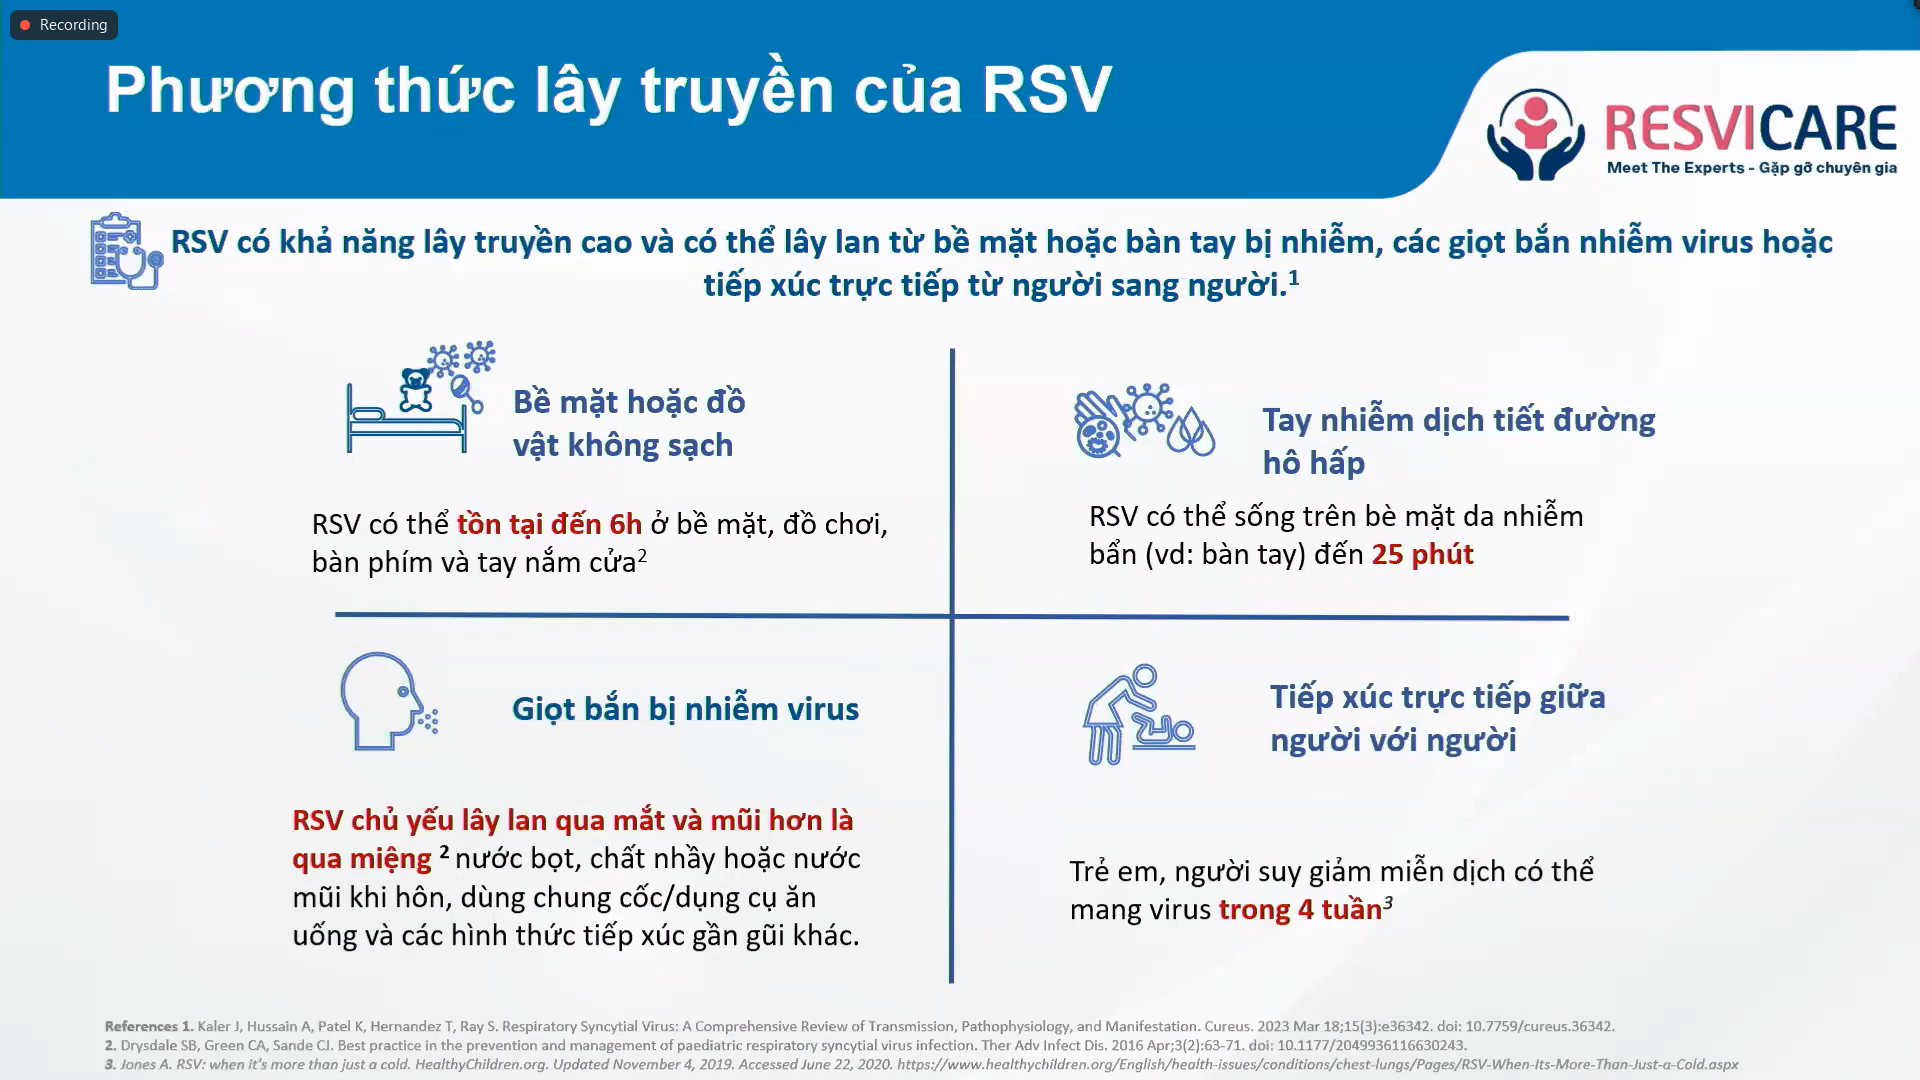 Recording
Phương thức lây truyền của RSV
RESVICARE
Meet The Experts - Gặp gỡ chuyên gia
RSV có khả năng lây truyền cao và có thể lây lan từ bề mặt hoặc bàn tay bị nhiễm, các giọt bắn nhiễm virus hoặc
tiếp xúc trực tiếp từ người sang người.1
Bề mặt hoặc đồ
vật không sạch
RSV có thể tồn tại đến 6h ở bề mặt, đồ chơi,
bàn phím và tay nắm cửa2
Tay nhiễm dịch tiết đường
hô hấp
RSV có thể sống trên bè mặt da nhiễm
bẩn (vd: bàn tay) đến 25 phút
Giọt bắn bị nhiễm virus
RSV chủ yếu lây lan qua mắt và mũi hơn là
qua miệng 2 nước bọt, chất nhầy hoặc nước
mũi khi hôn, dùng chung cốc/dụng cụ ăn
uống và các hình thức tiếp xúc gần gũi khác.
Tiếp xúc trực tiếp giữa
người với người
Trẻ em, người suy giảm miễn dịch có thể
mang virus trong 4 tuần3
References 1. Kaler J, Hussain A, Patel K, Hernandez T, Ray S. Respiratory Syncytial Virus: A Comprehensive Review of Transmission, Pathophysiology, and Manifestation. Cureus. 2023 Mar 18;15(3):e36342. doi: 10.7759/cureus.36342.
2. Drysdale SB, Green CA, Sande CJ. Best practice in the prevention and management of paediatric respiratory syncytial virus infection. Ther Adv Infect Dis. 2016 Apr;3(2):63-71. doi: 10.1177/2049936116630243.
3. Jones A. RSV: when it's more than just a cold. HealthyChildren.org. Updated November 4, 2019. Accessed June 22, 2020. https://www.healthychildren.org/English/health-issues/conditions/chest-lungs/Pages/RSV-When-Its-More-Than-Just-a-Cold.aspx